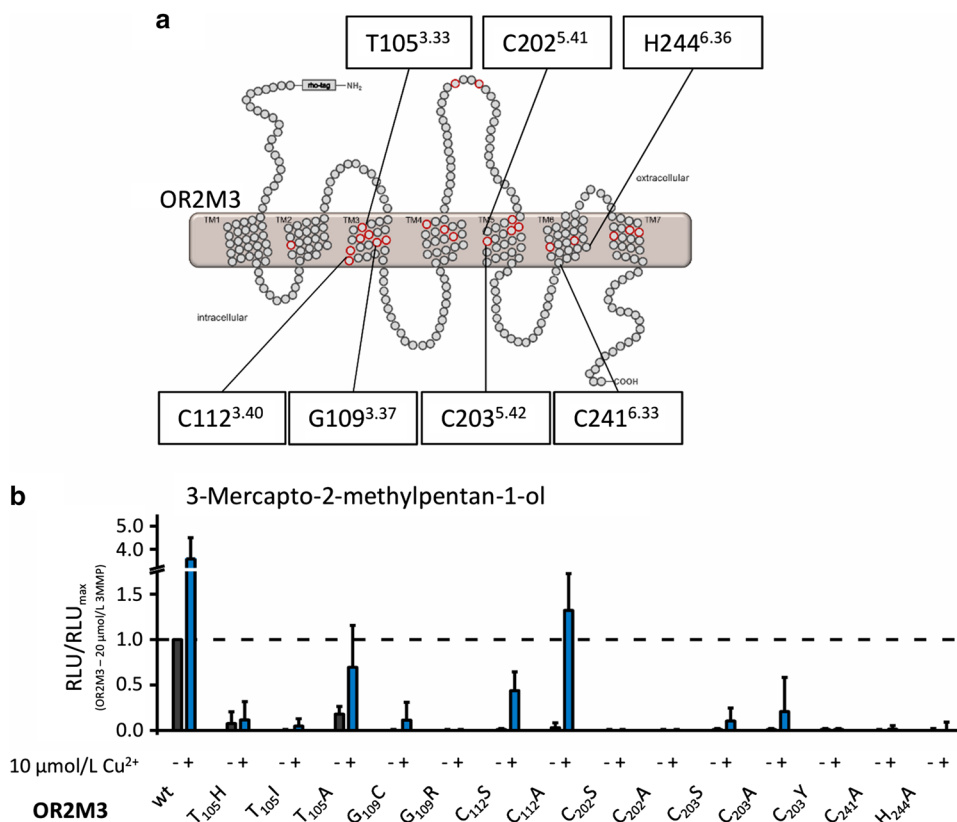 a
T105^3.33 C202^5.41 H244^6.36
rho-tag —NH₂
OR2M3
extracellular
TM1 TM2 TM3 TM4 TM5 TM6 TM7
intracellular
COOH
C112^3.40 G109^3.37 C203^5.42 C241^6.33
b
3-Mercapto-2-methylpentan-1-ol
5.0
4.0
1.5
1.0
0.5
0.0
RLU/RLU_max
(OR2M3 – 20 µmol/L 3MMP)
10 µmol/L Cu²⁺ - + - + - + - + - + - + - + - + - + - + - + - + - + - +
OR2M3 wt T₁₀₅H T₁₀₅I T₁₀₅A G₁₀₉C G₁₀₉R C₁₁₂S C₁₁₂A C₂₀₂S C₂₀₂A C₂₀₃S C₂₀₃A C₂₀₃Y C₂₄₁A H₂₄₄A